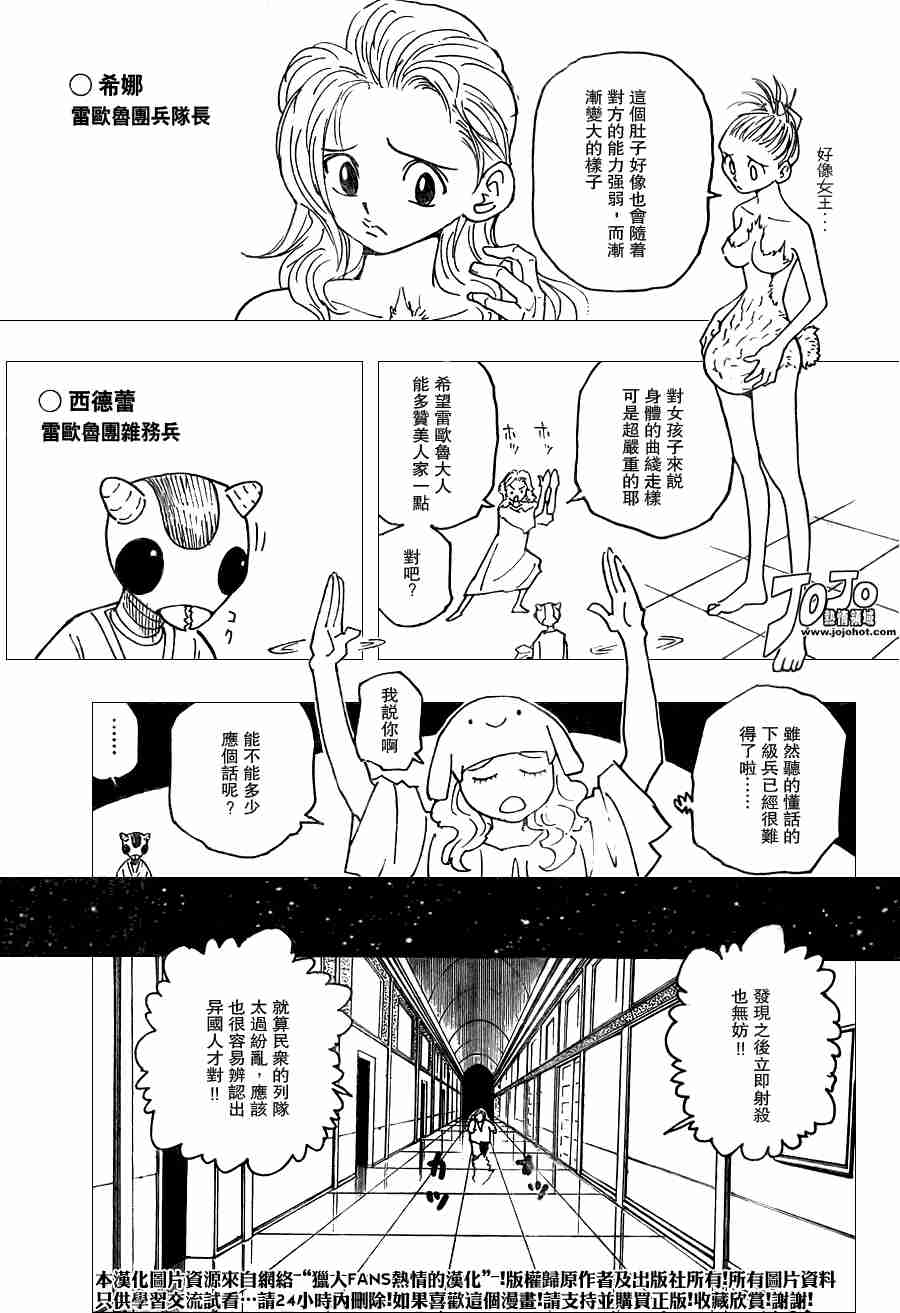 這個肚子好像也會隨着
對方的能力强弱，而漸
漸變大的樣子
好像女王…
○ 希娜
雷歐魯團兵隊長
對女孩子來說
身體的曲綫走樣
可是超嚴重的耶
希望雷歐魯大人
能多贊美人家一點
對吧？
ホッ
ホッ
○ 西德蕾
雷歐魯團雜務兵
コク
JOJO
熱情領域
www.jojohot.com
雖然聽的懂話的
下級兵已經很難
得了啦……
我說你啊
能不能多少
應個話呢？
……
發現之後立即射殺
也無妨!!
就算民衆的列隊
太過紛亂，應該
也很容易辨認出
异國人才對!!
カッ
オッ
本漢化圖片資源來自網絡-“獵大FANS熱情的漢化”-!版權歸原作者及出版社所有!所有圖片資料
只供學習交流試看…請24小時內刪除!如果喜歡這個漫畫!請支持並購買正版!收藏欣賞!謝謝!